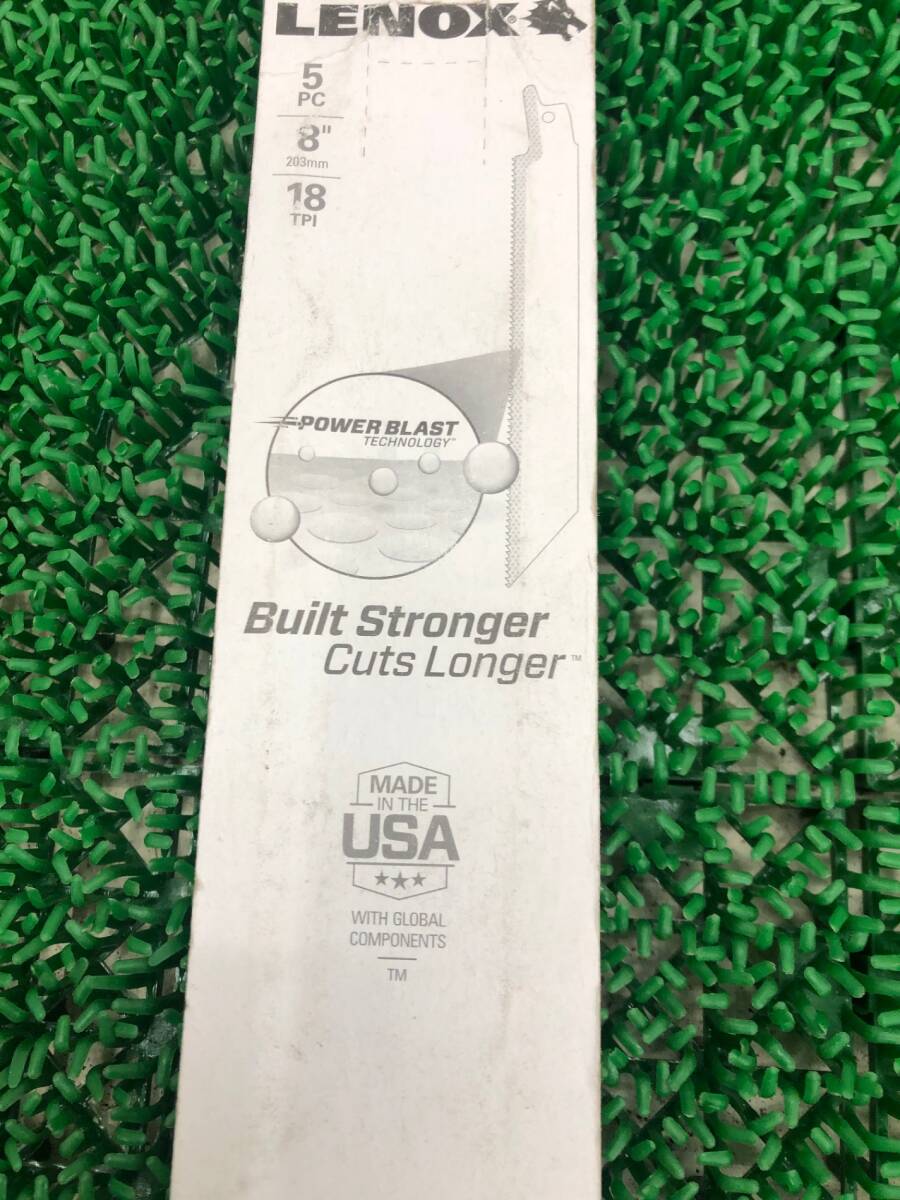 LENOX®
5
PC
8"
203mm
18
TPI
POWER BLAST
TECHNOLOGY™
Built Stronger
Cuts Longer™
MADE
IN THE
USA
WITH GLOBAL
COMPONENTS
TM